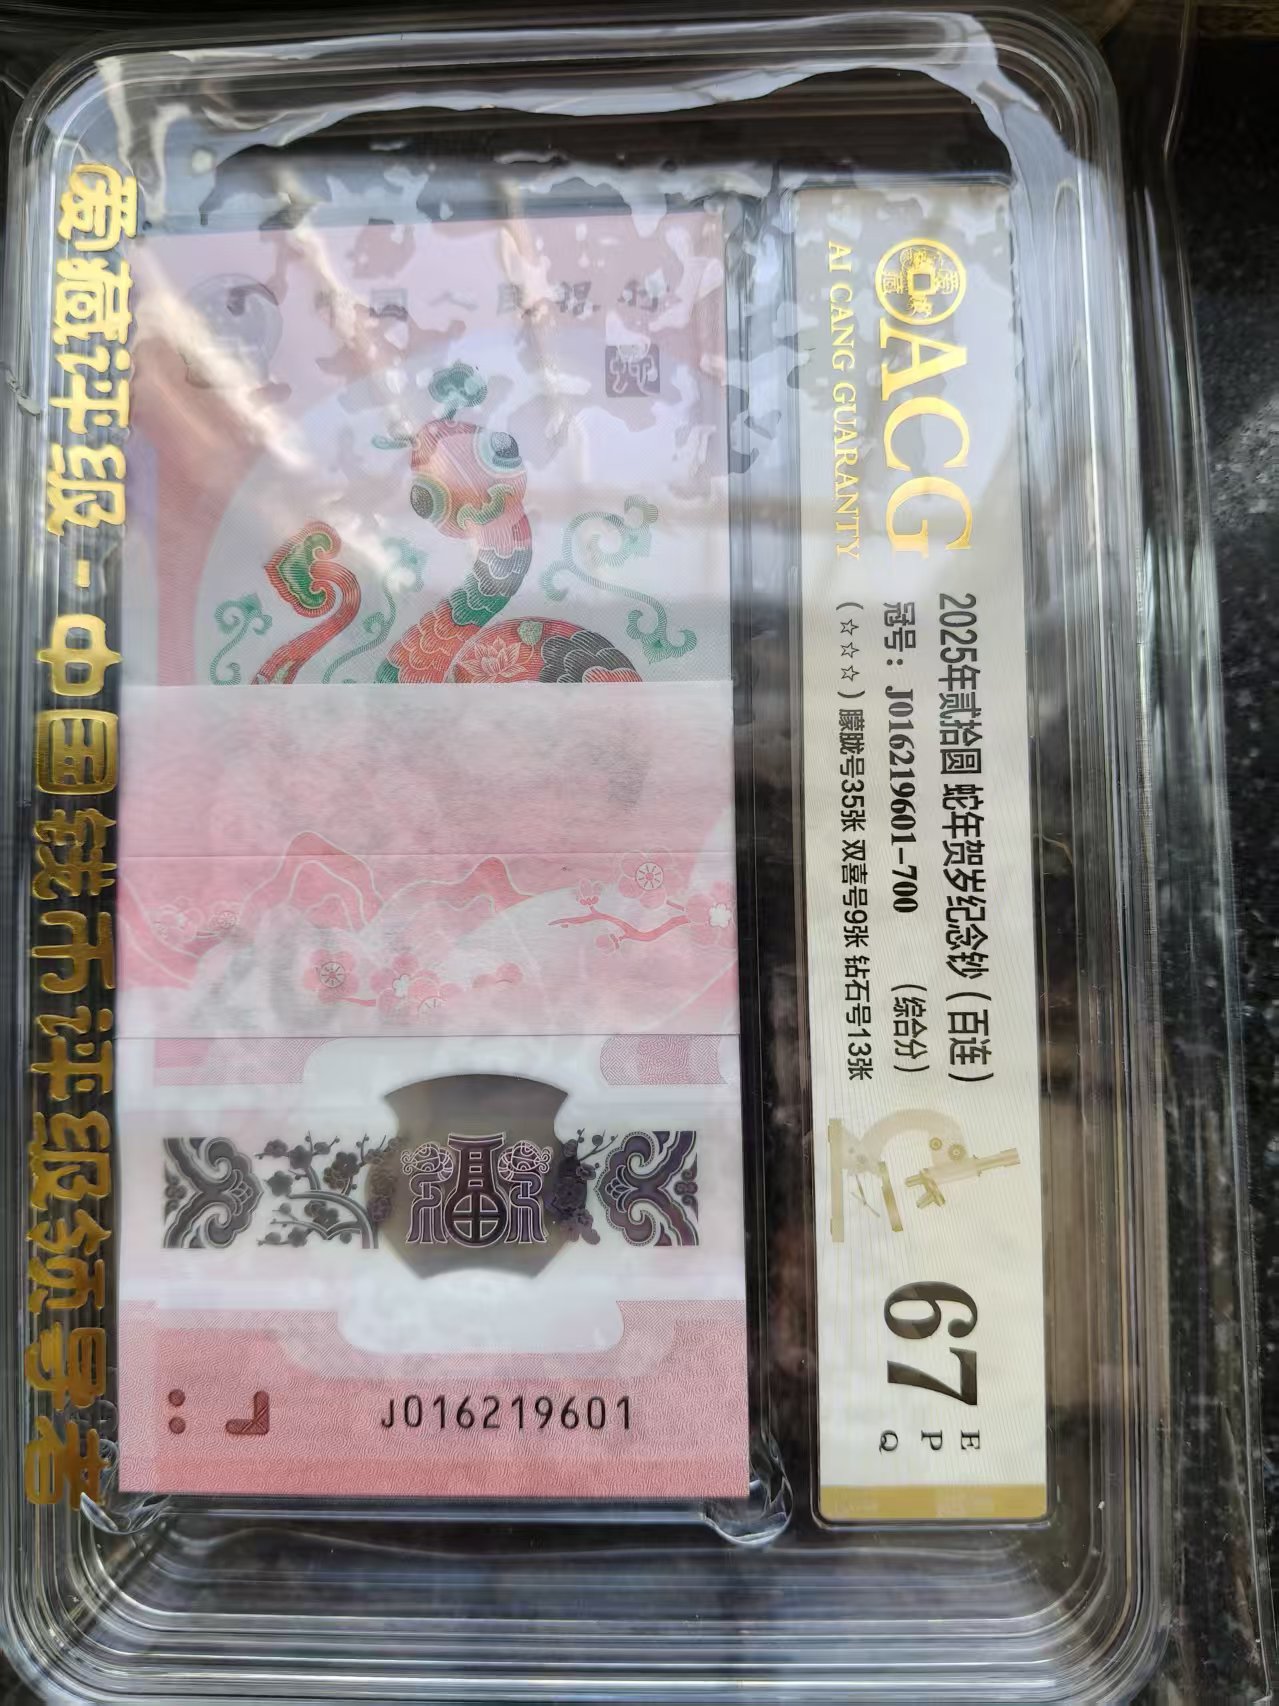 爱藏评级-中国钱币评级领导者
中国人民银行
J016219601
ACG
AI CANG GUARANTY
2025年贰拾圆 蛇年贺岁纪念钞（百连）
冠号：J016219601-700 （综合分）
（☆☆☆）朦胧号35张 双喜号9张 钻石号13张
67
E
P
Q